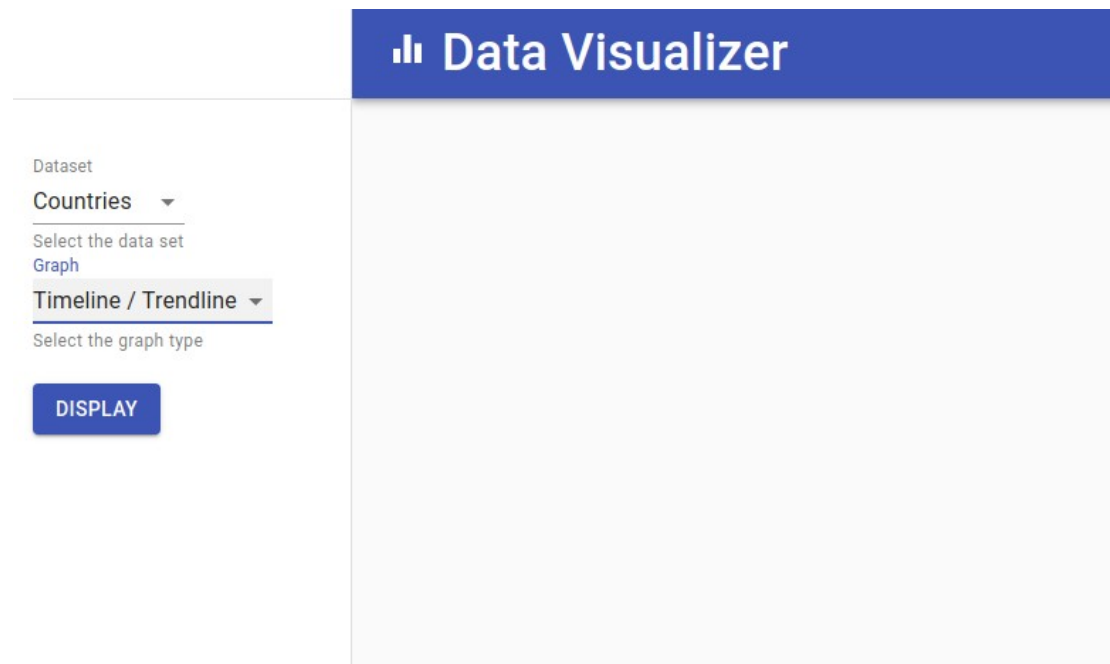 Data Visualizer
Dataset
Countries
Select the data set
Graph
Timeline / Trendline
Select the graph type
DISPLAY